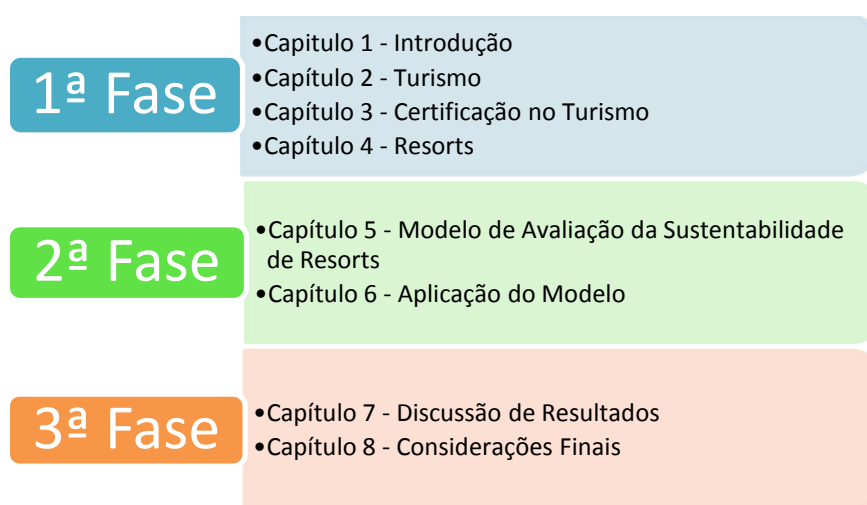 1ª Fase
•Capitulo 1 - Introdução
•Capítulo 2 - Turismo
•Capítulo 3 - Certificação no Turismo
•Capítulo 4 - Resorts
2ª Fase
•Capítulo 5 - Modelo de Avaliação da Sustentabilidade
de Resorts
•Capítulo 6 - Aplicação do Modelo
3ª Fase
•Capítulo 7 - Discussão de Resultados
•Capítulo 8 - Considerações Finais